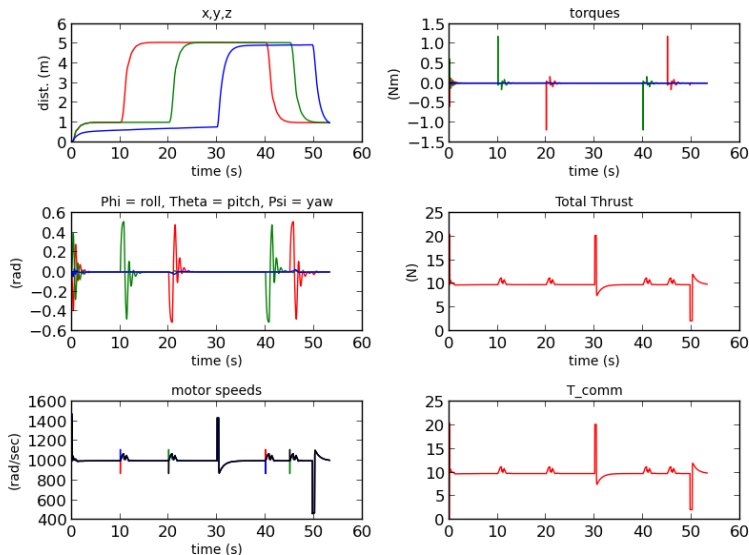 x,y,z
dist. (m)
6
5
4
3
2
1
0
0 10 20 30 40 50 60
time (s)
torques
(Nm)
1.5
1.0
0.5
0.0
−0.5
−1.0
−1.5
0 10 20 30 40 50 60
time (s)
Phi = roll, Theta = pitch, Psi = yaw
(rad)
0.6
0.4
0.2
0.0
−0.2
−0.4
−0.6
0 10 20 30 40 50 60
time (s)
Total Thrust
(N)
25
20
15
10
5
0
0 10 20 30 40 50 60
time (s)
motor speeds
(rad/sec)
1600
1400
1200
1000
800
600
400
0 10 20 30 40 50 60
time (s)
T_comm
25
20
15
10
5
0
0 10 20 30 40 50 60
time (s)